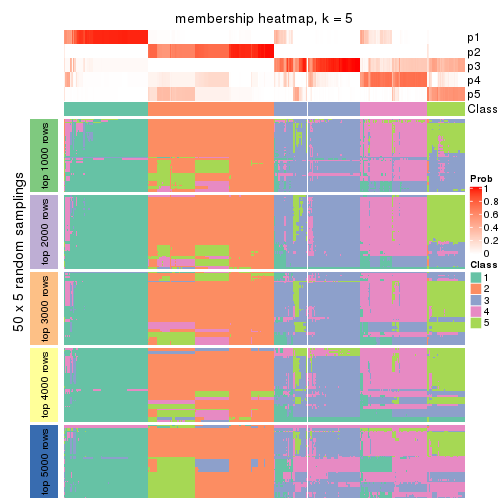 membership heatmap, k = 5
p1
p2
p3
p4
p5
Class
50 x 5 random samplings
top 1000 rows
top 2000 rows
top 3000 rows
top 4000 rows
top 5000 rows
Prob
1
0.8
0.6
0.4
0.2
0
Class
1
2
3
4
5